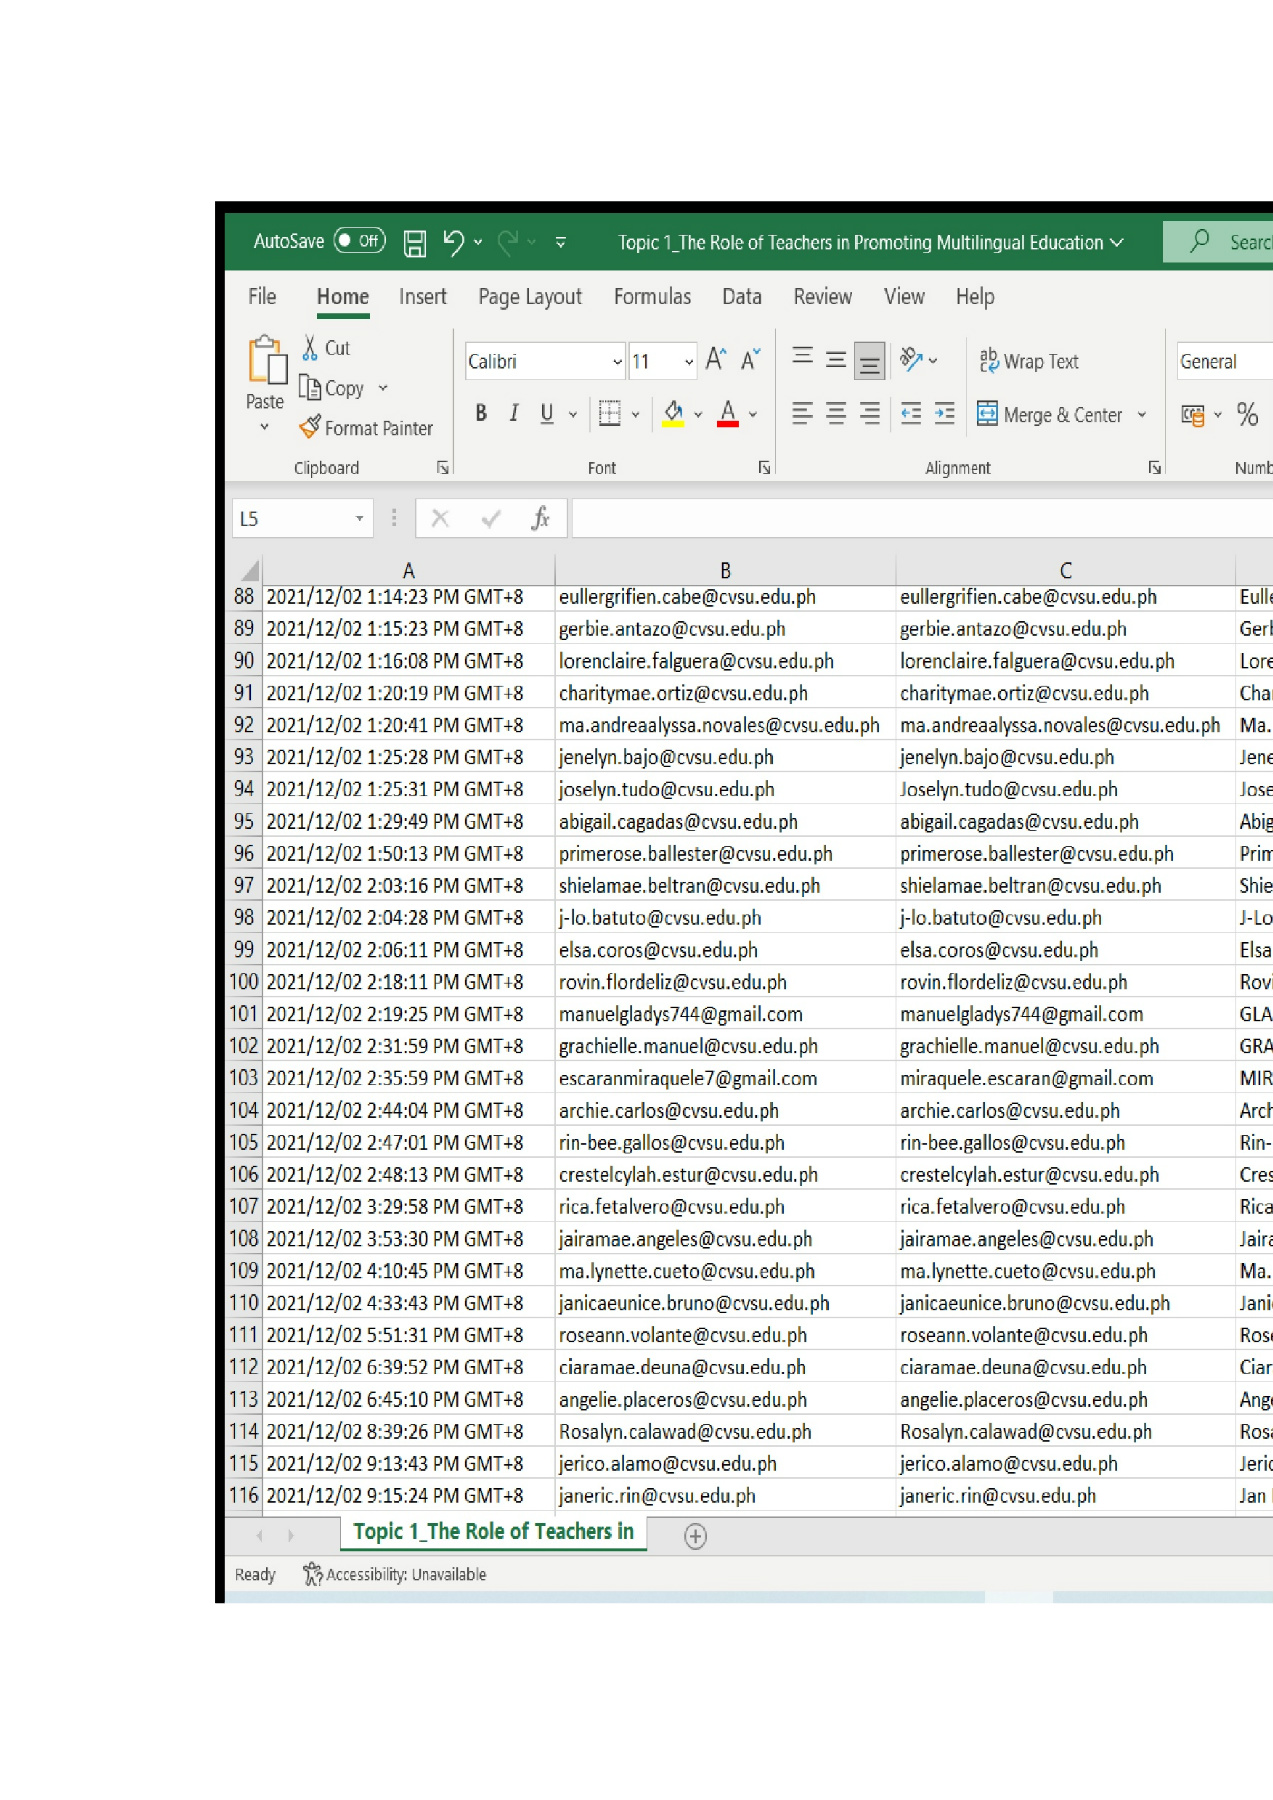 AutoSave Off Topic 1_The Role of Teachers in Promoting Multilingual Education
File Home Insert Page Layout Formulas Data Review View Help
Cut
Copy
Paste
Format Painter
Calibri 11
B I U
Wrap Text
Merge & Center
General
%
Clipboard Font Alignment
L5 fx
A B C
88 2021/12/02 1:14:23 PM GMT+8 eullergrifien.cabe@cvsu.edu.ph eullergrifien.cabe@cvsu.edu.ph Eulle
89 2021/12/02 1:15:23 PM GMT+8 gerbie.antazo@cvsu.edu.ph gerbie.antazo@cvsu.edu.ph Gerb
90 2021/12/02 1:16:08 PM GMT+8 lorenclaire.falguera@cvsu.edu.ph lorenclaire.falguera@cvsu.edu.ph Lore
91 2021/12/02 1:20:19 PM GMT+8 charitymae.ortiz@cvsu.edu.ph charitymae.ortiz@cvsu.edu.ph Cha
92 2021/12/02 1:20:41 PM GMT+8 ma.andreaalyssa.novales@cvsu.edu.ph ma.andreaalyssa.novales@cvsu.edu.ph Ma.
93 2021/12/02 1:25:28 PM GMT+8 jenelyn.bajo@cvsu.edu.ph jenelyn.bajo@cvsu.edu.ph Jene
94 2021/12/02 1:25:31 PM GMT+8 joselyn.tudo@cvsu.edu.ph Joselyn.tudo@cvsu.edu.ph Jose
95 2021/12/02 1:29:49 PM GMT+8 abigail.cagadas@cvsu.edu.ph abigail.cagadas@cvsu.edu.ph Abig
96 2021/12/02 1:50:13 PM GMT+8 primerose.ballester@cvsu.edu.ph primerose.ballester@cvsu.edu.ph Prim
97 2021/12/02 2:03:16 PM GMT+8 shielamae.beltran@cvsu.edu.ph shielamae.beltran@cvsu.edu.ph Shie
98 2021/12/02 2:04:28 PM GMT+8 j-lo.batuto@cvsu.edu.ph j-lo.batuto@cvsu.edu.ph J-Lo
99 2021/12/02 2:06:11 PM GMT+8 elsa.coros@cvsu.edu.ph elsa.coros@cvsu.edu.ph Elsa
100 2021/12/02 2:18:11 PM GMT+8 rovin.flordeliz@cvsu.edu.ph rovin.flordeliz@cvsu.edu.ph Rovi
101 2021/12/02 2:19:25 PM GMT+8 manuelgladys744@gmail.com manuelgladys744@gmail.com GLA
102 2021/12/02 2:31:59 PM GMT+8 grachielle.manuel@cvsu.edu.ph grachielle.manuel@cvsu.edu.ph GRA
103 2021/12/02 2:35:59 PM GMT+8 escaranmiraquele7@gmail.com miraquele.escaran@gmail.com MIR
104 2021/12/02 2:44:04 PM GMT+8 archie.carlos@cvsu.edu.ph archie.carlos@cvsu.edu.ph Arch
105 2021/12/02 2:47:01 PM GMT+8 rin-bee.gallos@cvsu.edu.ph rin-bee.gallos@cvsu.edu.ph Rin-
106 2021/12/02 2:48:13 PM GMT+8 crestelcylah.estur@cvsu.edu.ph crestelcylah.estur@cvsu.edu.ph Cres
107 2021/12/02 3:29:58 PM GMT+8 rica.fetalvero@cvsu.edu.ph rica.fetalvero@cvsu.edu.ph Rica
108 2021/12/02 3:53:30 PM GMT+8 jairamae.angeles@cvsu.edu.ph jairamae.angeles@cvsu.edu.ph Jaira
109 2021/12/02 4:10:45 PM GMT+8 ma.lynette.cueto@cvsu.edu.ph ma.lynette.cueto@cvsu.edu.ph Ma.
110 2021/12/02 4:33:43 PM GMT+8 janicaeunice.bruno@cvsu.edu.ph janicaeunice.bruno@cvsu.edu.ph Jani
111 2021/12/02 5:51:31 PM GMT+8 roseann.volante@cvsu.edu.ph roseann.volante@cvsu.edu.ph Rose
112 2021/12/02 6:39:52 PM GMT+8 ciaramae.deuna@cvsu.edu.ph ciaramae.deuna@cvsu.edu.ph Ciar
113 2021/12/02 6:45:10 PM GMT+8 angelie.placeros@cvsu.edu.ph angelie.placeros@cvsu.edu.ph Ange
114 2021/12/02 8:39:26 PM GMT+8 Rosalyn.calawad@cvsu.edu.ph Rosalyn.calawad@cvsu.edu.ph Rosa
115 2021/12/02 9:13:43 PM GMT+8 jerico.alamo@cvsu.edu.ph jerico.alamo@cvsu.edu.ph Jeric
116 2021/12/02 9:15:24 PM GMT+8 janeric.rin@cvsu.edu.ph janeric.rin@cvsu.edu.ph Jan
Topic 1_The Role of Teachers in
Ready Accessibility: Unavailable